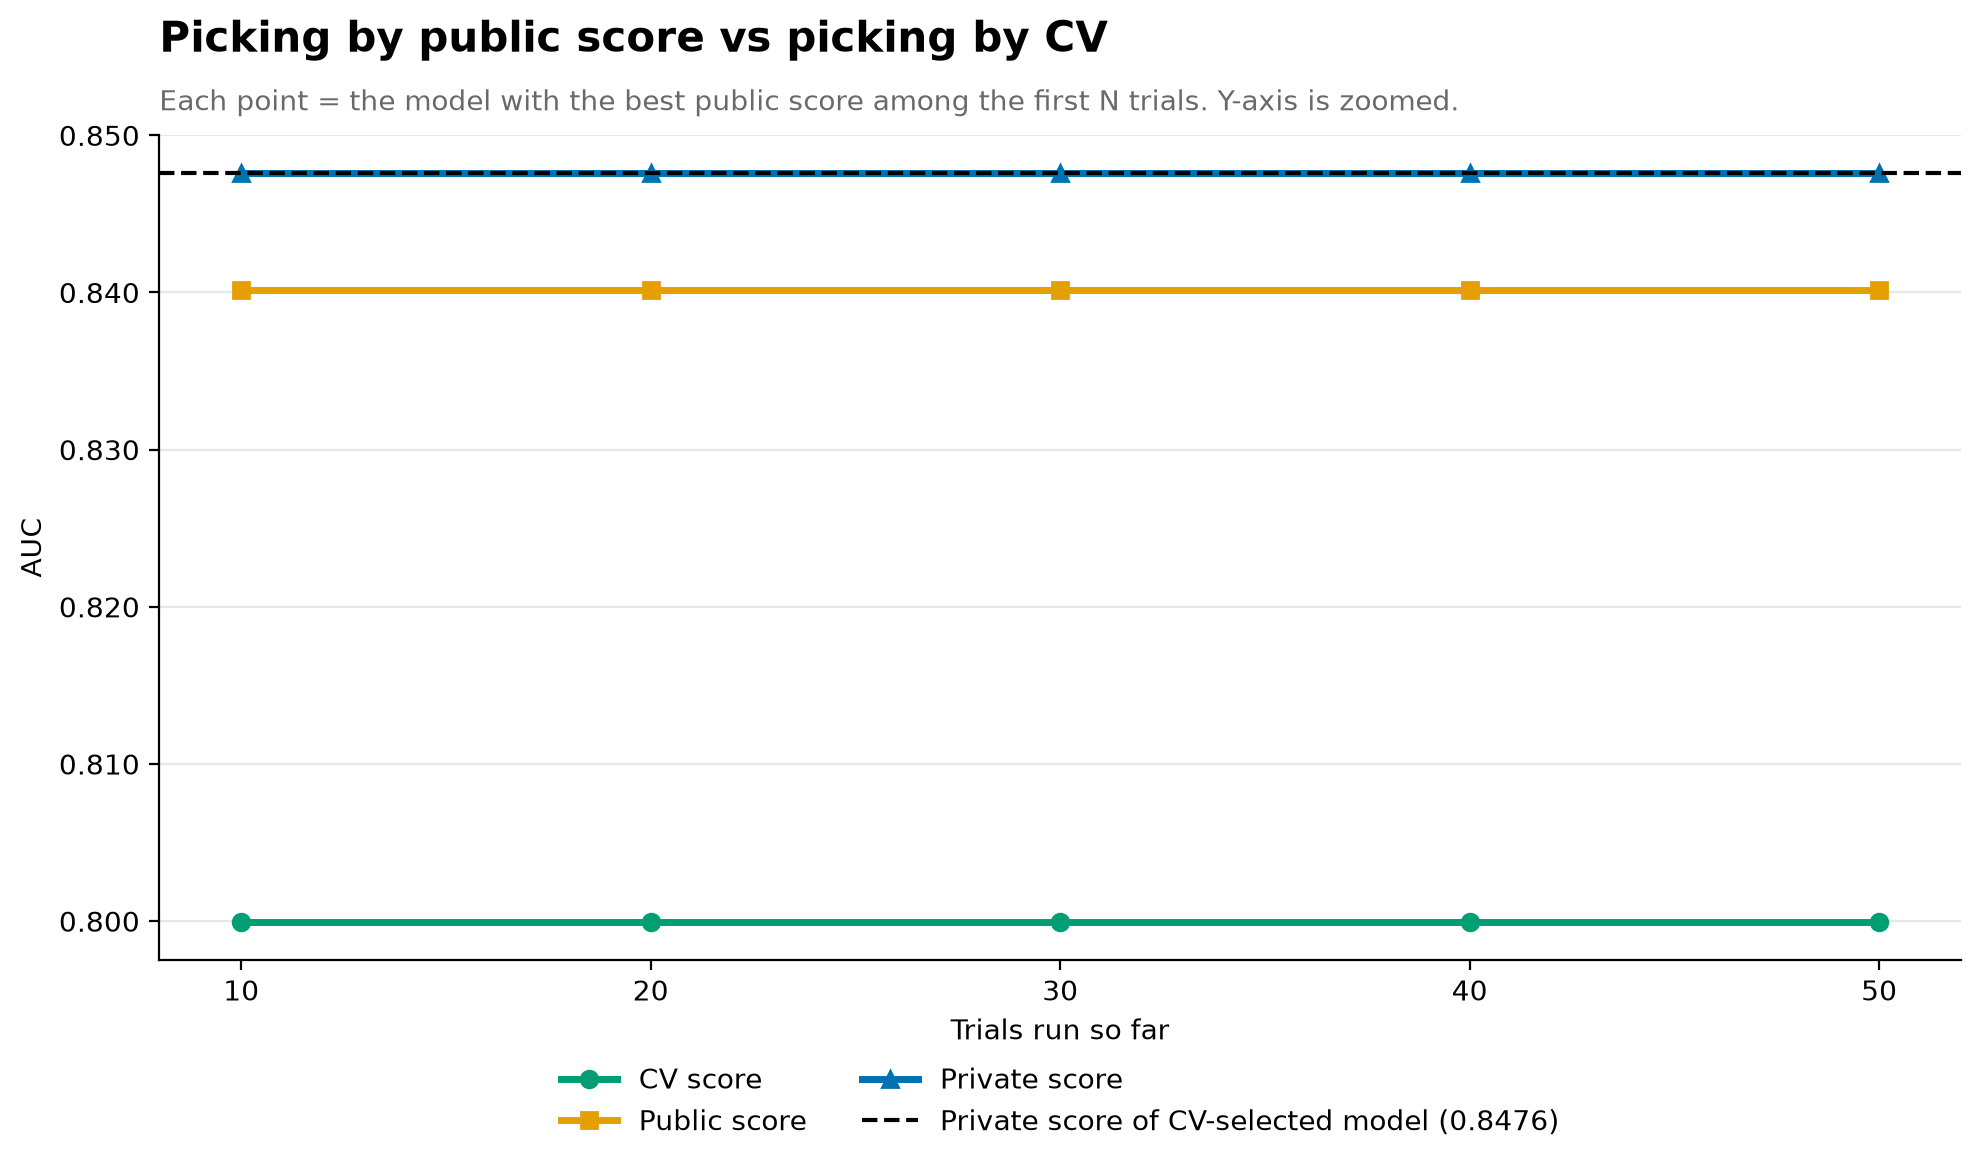 Picking by public score vs picking by CV
Each point = the model with the best public score among the first N trials. Y-axis is zoomed.
0.850
0.840
0.830
0.820
0.810
0.800
AUC
10 20 30 40 50
Trials run so far
CV score
Public score
Private score
Private score of CV-selected model (0.8476)